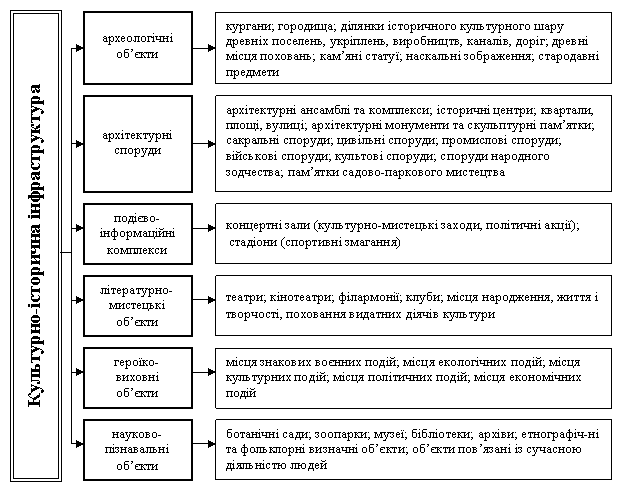 Культурно-історична інфраструктура
археологічні
об’єкти
кургани; городища; ділянки історичного культурного шару
древніх поселень, укріплень, виробництв, каналів, доріг; древні
місця поховань; кам’яні статуї; наскальні зображення; стародавні
предмети
архітектурні
споруди
архітектурні ансамблі та комплекси; історичні центри; квартали,
площі, вулиці; архітектурні монументи та скульптурні пам’ятки;
сакральні споруди; цивільні споруди; промислові споруди;
військові споруди; культові споруди; споруди народного
зодчества; пам’ятки садово-паркового мистецтва
подієво-
інформаційні
комплекси
концертні зали (культурно-мистецькі заходи, політичні акції);
стадіони (спортивні змагання)
літературно-
мистецькі
об’єкти
театри; кінотеатри; філармонії; клуби; місця народження, життя і
творчості, поховання видатних діячів культури
героїко-
виховні
об’єкти
місця знакових воєнних подій; місця екологічних подій; місця
культурних подій; місця політичних подій; місця економічних
подій
науково-
пізнавальні
об’єкти
ботанічні сади; зоопарки; музеї; бібліотеки; архіви; етнографіч-ні
та фольклорні визначні об’єкти; об’єкти пов’язані із сучасною
діяльністю людей